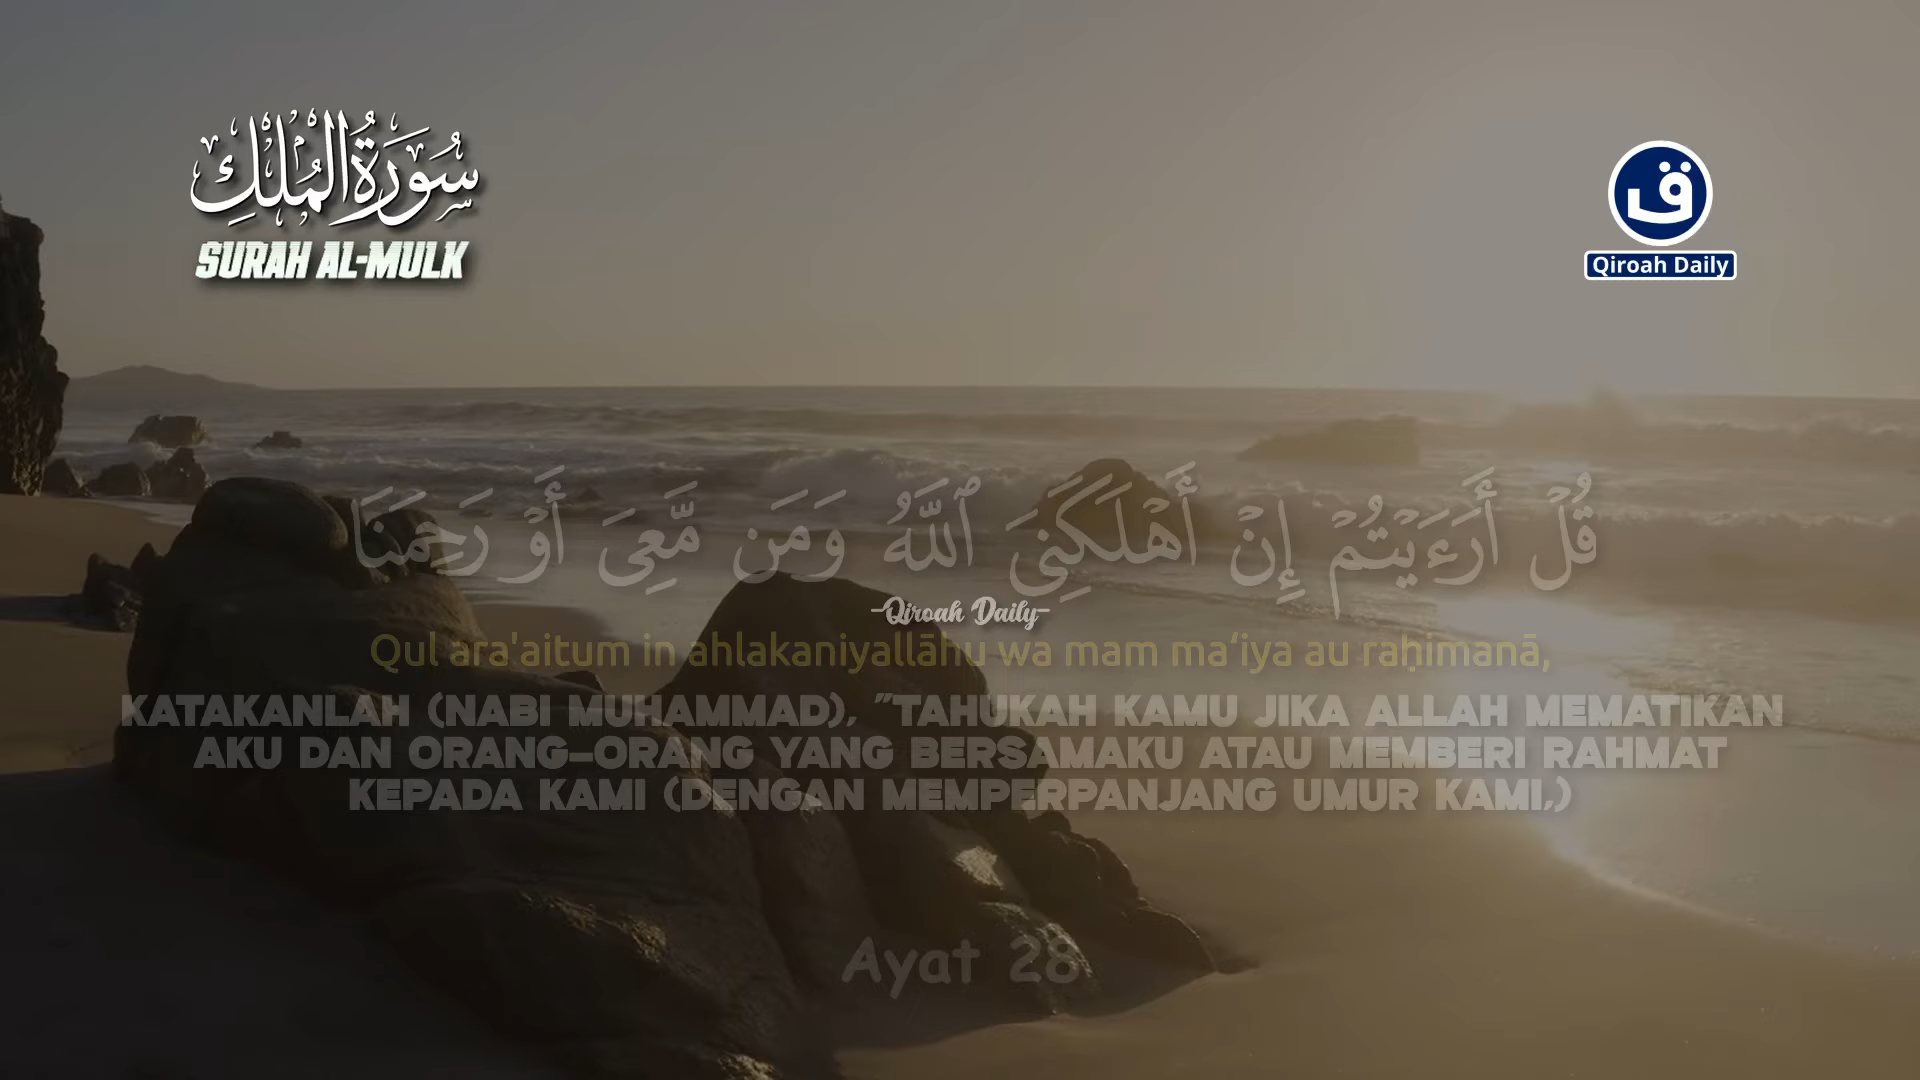 سُورَةُ الْمُلْكِ
SURAH AL-MULK
ق
Qiroah Daily
قُلْ أَرَءَيْتُمْ إِنْ أَهْلَكَنِىَ ٱللَّهُ وَمَن مَّعِىَ أَوْ رَحِمَنَا
-Qiroah Daily-
Qul ara'aitum in ahlakaniyallāhu wa mam ma‘iya au raḥimanā,
KATAKANLAH (NABI MUHAMMAD), "TAHUKAH KAMU JIKA ALLAH MEMATIKAN
AKU DAN ORANG-ORANG YANG BERSAMAKU ATAU MEMBERI RAHMAT
KEPADA KAMI (DENGAN MEMPERPANJANG UMUR KAMI,)
Ayat 28